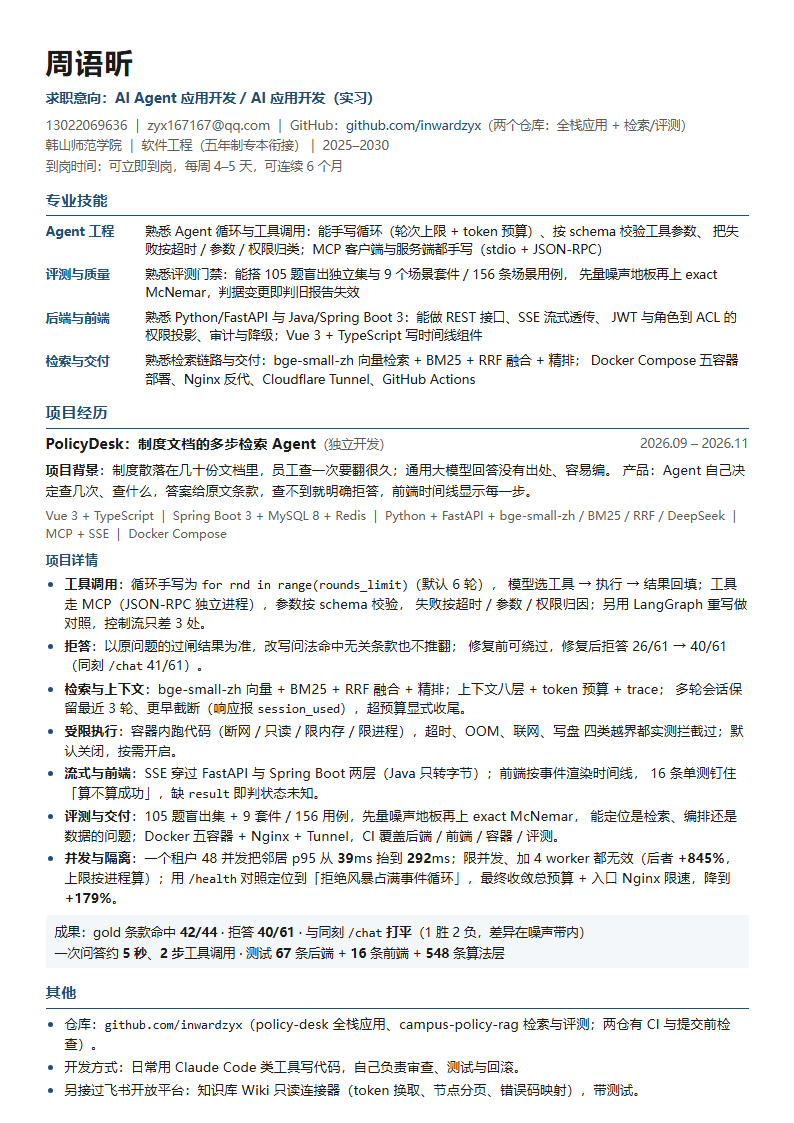 周语昕
求职意向：AI Agent 应用开发 / AI 应用开发（实习）
13022069636 | zyx167167@qq.com | GitHub：github.com/inwardzyx（两个仓库：全栈应用 + 检索/评测）
韩山师范学院 | 软件工程（五年制专本衔接） | 2025–2030
到岗时间：可立即到岗，每周 4–5 天，可连续 6 个月
专业技能
Agent 工程 熟悉 Agent 循环与工具调用：能手写循环（轮次上限 + token 预算）、按 schema 校验工具参数、 把失
败按超时 / 参数 / 权限归类；MCP 客户端与服务端都手写（stdio + JSON-RPC）
评测与质量 熟悉评测门禁：能搭 105 题盲出独立集与 9 个场景套件 / 156 条场景用例， 先量噪声地板再上 exact
McNemar，判据变更即判旧报告失效
后端与前端 熟悉 Python/FastAPI 与 Java/Spring Boot 3：能做 REST 接口、SSE 流式透传、 JWT 与角色到 ACL 的
权限投影、审计与降级；Vue 3 + TypeScript 写时间线组件
检索与交付 熟悉检索链路与交付：bge-small-zh 向量检索 + BM25 + RRF 融合 + 精排； Docker Compose 五容器
部署、Nginx 反代、Cloudflare Tunnel、GitHub Actions
项目经历
PolicyDesk：制度文档的多步检索 Agent（独立开发） 2026.09 – 2026.11
项目背景：制度散落在几十份文档里，员工查一次要翻很久；通用大模型回答没有出处、容易编。 产品：Agent 自己决
定查几次、查什么，答案给原文条款，查不到就明确拒答，前端时间线显示每一步。
Vue 3 + TypeScript | Spring Boot 3 + MySQL 8 + Redis | Python + FastAPI + bge-small-zh / BM25 / RRF / DeepSeek |
MCP + SSE | Docker Compose
项目详情
• 工具调用：循环手写为 for rnd in range(rounds_limit)（默认 6 轮）， 模型选工具 → 执行 → 结果回填；工具
走 MCP（JSON-RPC 独立进程），参数按 schema 校验， 失败按超时 / 参数 / 权限归因；另用 LangGraph 重写做
对照，控制流只差 3 处。
• 拒答：以原问题的过闸结果为准，改写问法命中无关条款也不推翻； 修复前可绕过，修复后拒答 26/61 → 40/61
（同刻 /chat 41/61）。
• 检索与上下文：bge-small-zh 向量 + BM25 + RRF 融合 + 精排；上下文八层 + token 预算 + trace； 多轮会话保
留最近 3 轮、更早截断（响应报 session_used），超预算显式收尾。
• 受限执行：容器内跑代码（断网 / 只读 / 限内存 / 限进程），超时、OOM、联网、写盘 四类越界都实测拦截过；默
认关闭，按需开启。
• 流式与前端：SSE 穿过 FastAPI 与 Spring Boot 两层（Java 只转字节）；前端按事件渲染时间线， 16 条单测钉住
「算不算成功」，缺 result 即判状态未知。
• 评测与交付：105 题盲出集 + 9 套件 / 156 用例，先量噪声地板再上 exact McNemar， 能定位是检索、编排还是
数据的问题；Docker 五容器 + Nginx + Tunnel，CI 覆盖后端 / 前端 / 容器 / 评测。
• 并发与隔离：一个租户 48 并发把邻居 p95 从 39ms 抬到 292ms；限并发、加 4 worker 都无效（后者 +845%，
上限按进程算）；用 /health 对照定位到「拒绝风暴占满事件循环」，最终收敛总预算 + 入口 Nginx 限速，降到
+179%。
成果：gold 条款命中 42/44 · 拒答 40/61 · 与同刻 /chat 打平（1 胜 2 负，差异在噪声带内）
一次问答约 5 秒、2 步工具调用 · 测试 67 条后端 + 16 条前端 + 548 条算法层
其他
• 仓库：github.com/inwardzyx（policy-desk 全栈应用、campus-policy-rag 检索与评测；两仓有 CI 与提交前检
查）。
• 开发方式：日常用 Claude Code 类工具写代码，自己负责审查、测试与回滚。
• 另接过飞书开放平台：知识库 Wiki 只读连接器（token 换取、节点分页、错误码映射），带测试。